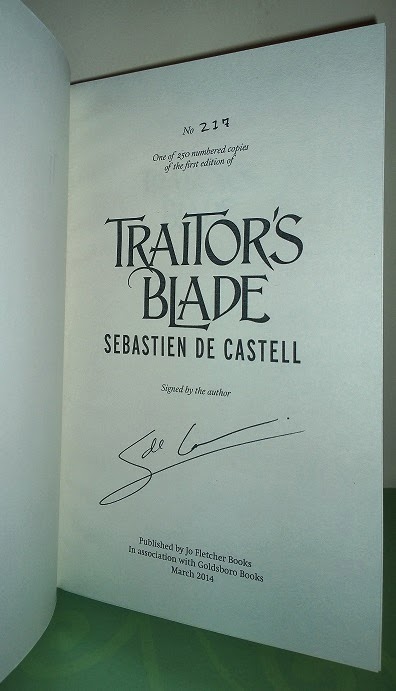 No 217
One of 250 numbered copies
of the first edition of
TRAITOR'S
BLADE
SEBASTIEN DE CASTELL
Signed by the author
Published by Jo Fletcher Books
In association with Goldsboro Books
March 2014